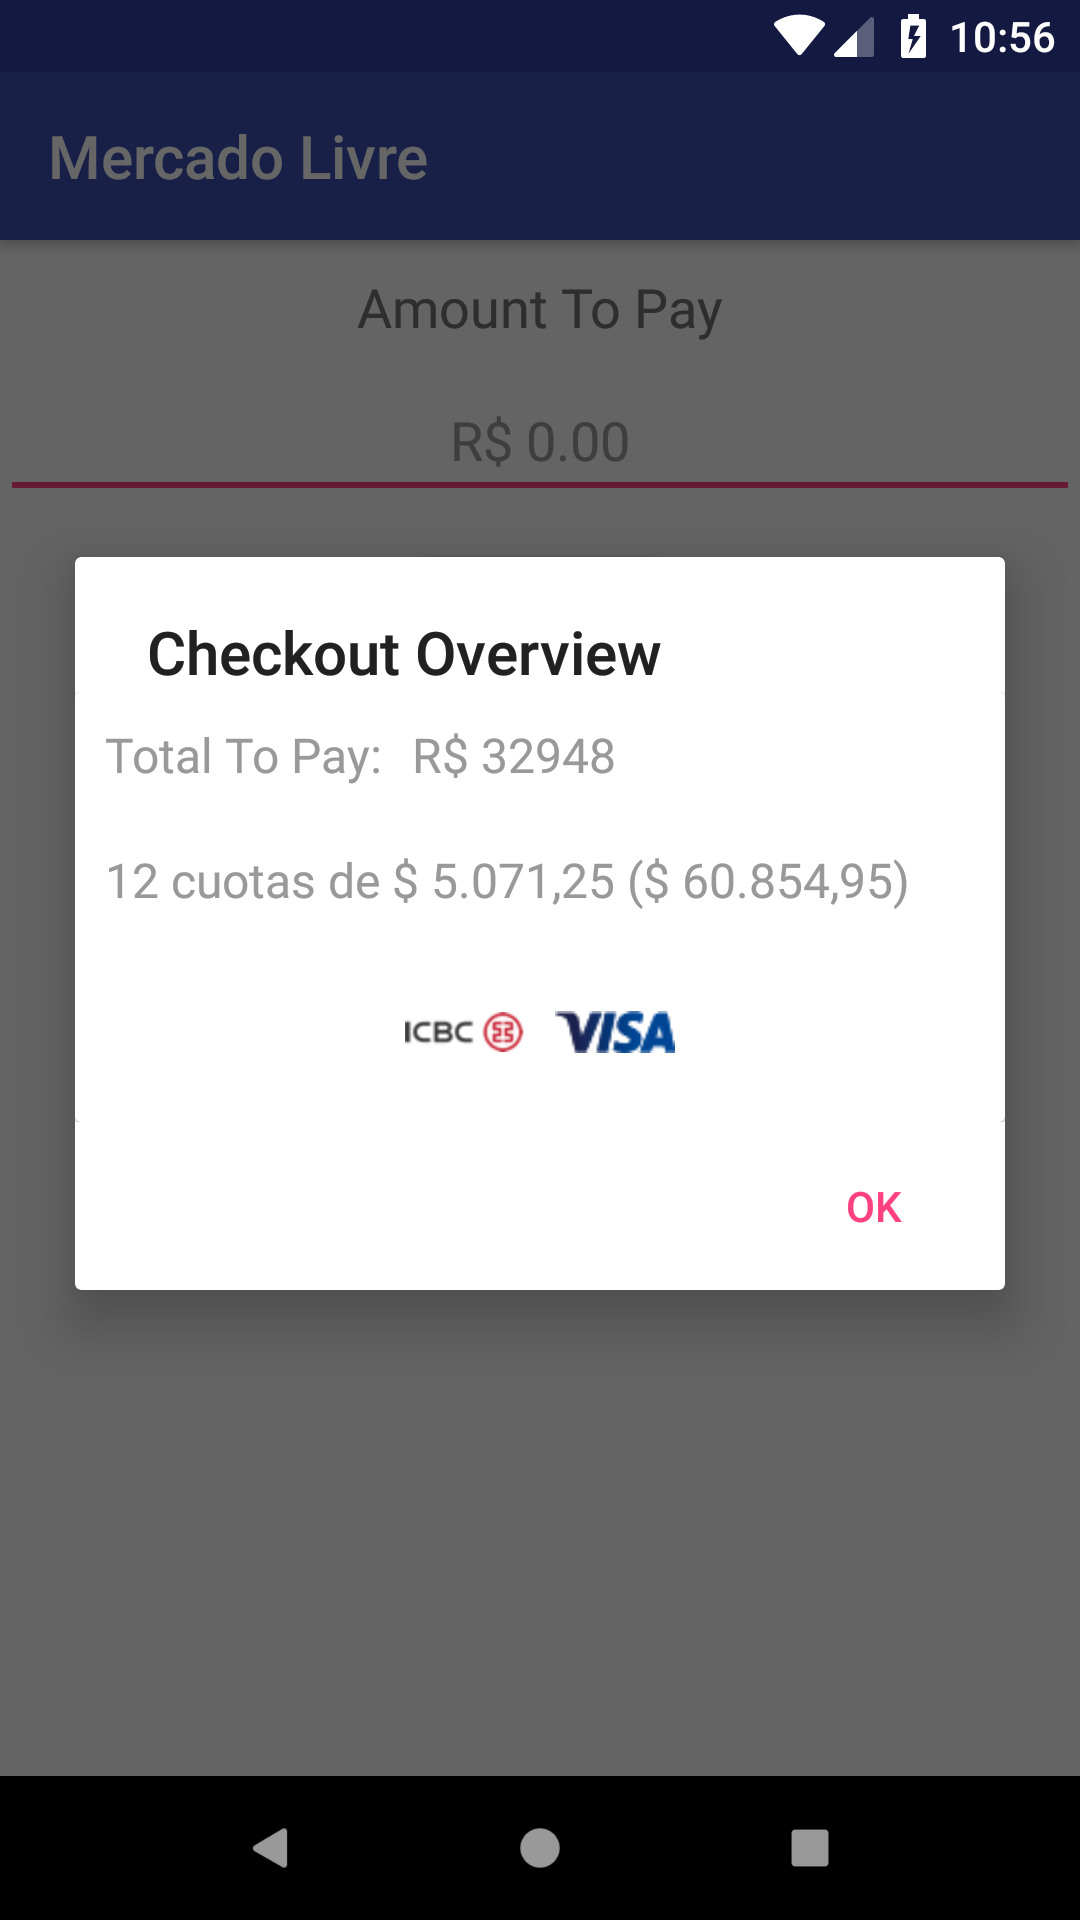 10:56
Mercado Livre
Amount To Pay
R$ 0.00
Checkout Overview
Total To Pay: R$ 32948
12 cuotas de $ 5.071,25 ($ 60.854,95)
ICBC VISA
OK